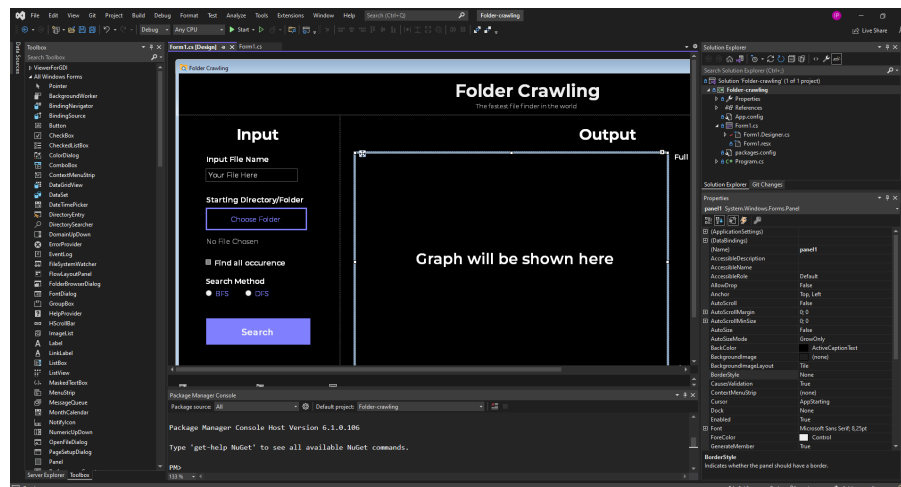 File Edit View Git Project Build Debug Format Test Analyze Tools Extensions Window Help Search (Ctrl+Q) Folder-crawling
Debug Any CPU Start Live Share
Data Sources
Toolbox
Search Toolbox
ViewerForGDI
All Windows Forms
Pointer
BackgroundWorker
BindingNavigator
BindingSource
Button
CheckBox
CheckedListBox
ColorDialog
ComboBox
ContextMenuStrip
DataGridView
DataSet
DateTimePicker
DirectoryEntry
DirectorySearcher
DomainUpDown
ErrorProvider
EventLog
FileSystemWatcher
FlowLayoutPanel
FolderBrowserDialog
FontDialog
GroupBox
HelpProvider
HScrollBar
ImageList
Label
LinkLabel
ListBox
ListView
MaskedTextBox
MenuStrip
MessageQueue
MonthCalendar
NotifyIcon
NumericUpDown
OpenFileDialog
PageSetupDialog
Panel
Server Explorer Toolbox
Form1.cs [Design] Form1.cs
Folder Crawling
Folder Crawling
The fastest file finder in the world
Input
Input File Name
Your File Here
Starting Directory/Folder
Choose Folder
No File Chosen
Find all occurence
Search Method
BFS DFS
Search
Output
Full
Graph will be shown here
Package Manager Console
Package source: All Default project: Folder-crawling
Package Manager Console Host Version 6.1.0.106
Type 'get-help NuGet' to see all available NuGet commands.
PM>
133 %
Solution Explorer
Search Solution Explorer (Ctrl+;)
Solution 'Folder-crawling' (1 of 1 project)
Folder-crawling
Properties
References
App.config
Form1.cs
Form1.Designer.cs
Form1.resx
packages.config
Program.cs
Solution Explorer Git Changes
Properties
panel1 System.Windows.Forms.Panel
(ApplicationSettings)
(DataBindings)
(Name) panel1
AccessibleDescription
AccessibleName
AccessibleRole Default
AllowDrop False
Anchor Top, Left
AutoScroll False
AutoScrollMargin 0; 0
AutoScrollMinSize 0; 0
AutoSize False
AutoSizeMode GrowOnly
BackColor ActiveCaptionText
BackgroundImage (none)
BackgroundImageLayout Tile
BorderStyle None
CausesValidation True
ContextMenuStrip (none)
Cursor AppStarting
Dock None
Enabled True
Font Microsoft Sans Serif; 8,25pt
ForeColor Control
GenerateMember True
BorderStyle
Indicates whether the panel should have a border.